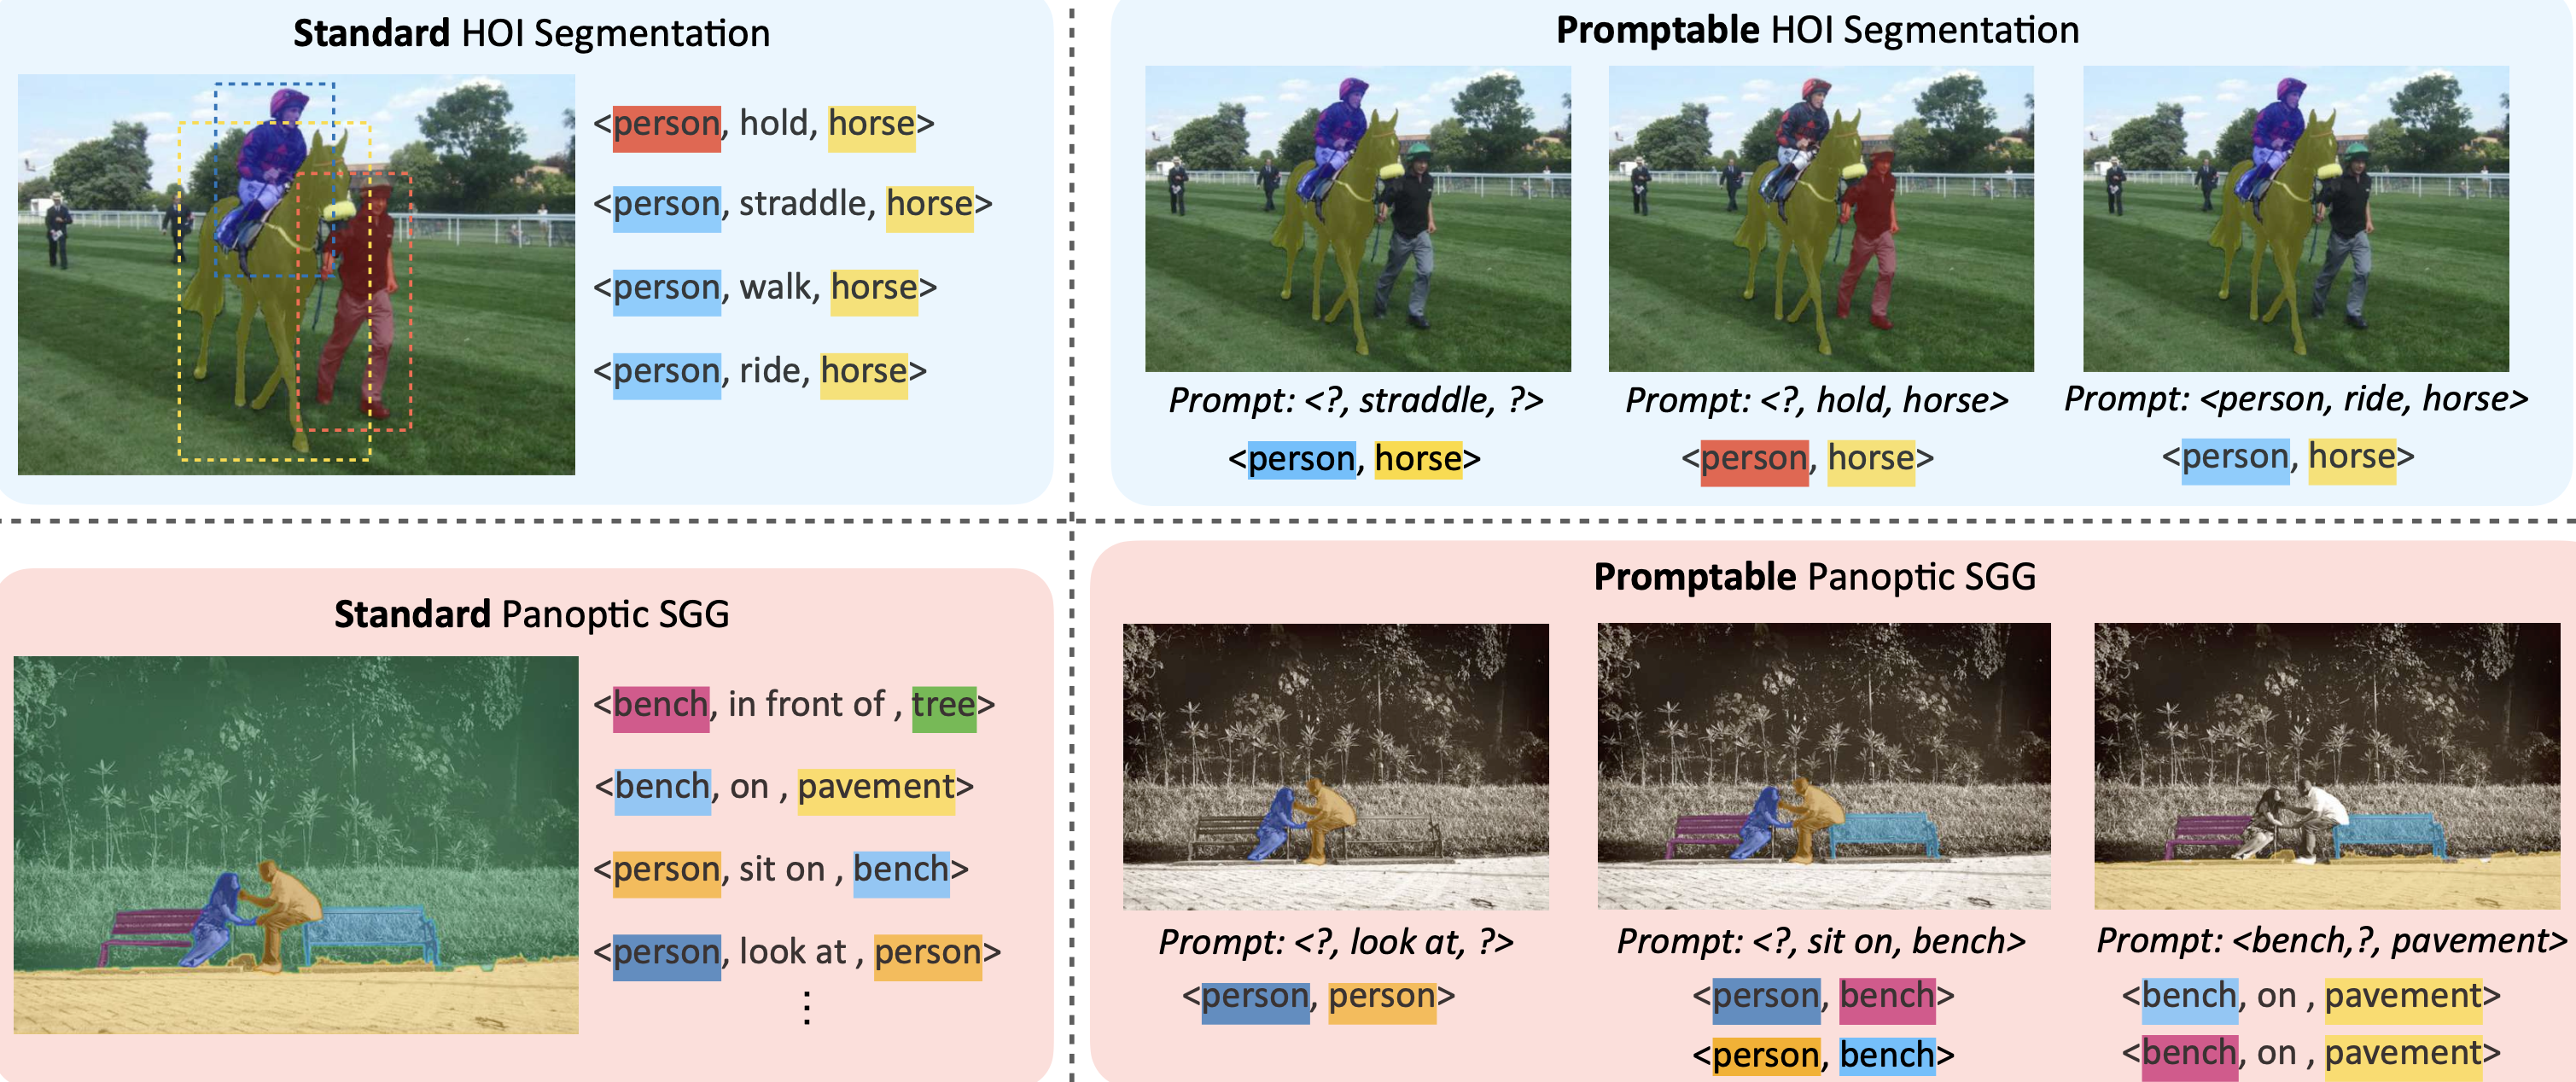 Standard HOI Segmentation
<person, hold, horse>
<person, straddle, horse>
<person, walk, horse>
<person, ride, horse>
Promptable HOI Segmentation
Prompt: <?, straddle, ?>
<person, horse>
Prompt: <?, hold, horse>
<person, horse>
Prompt: <person, ride, horse>
<person, horse>
Standard Panoptic SGG
<bench, in front of , tree>
<bench, on , pavement>
<person, sit on , bench>
<person, look at , person>
⋮
Promptable Panoptic SGG
Prompt: <?, look at, ?>
<person, person>
Prompt: <?, sit on, bench>
<person, bench>
<person, bench>
Prompt: <bench,?, pavement>
<bench, on , pavement>
<bench, on , pavement>